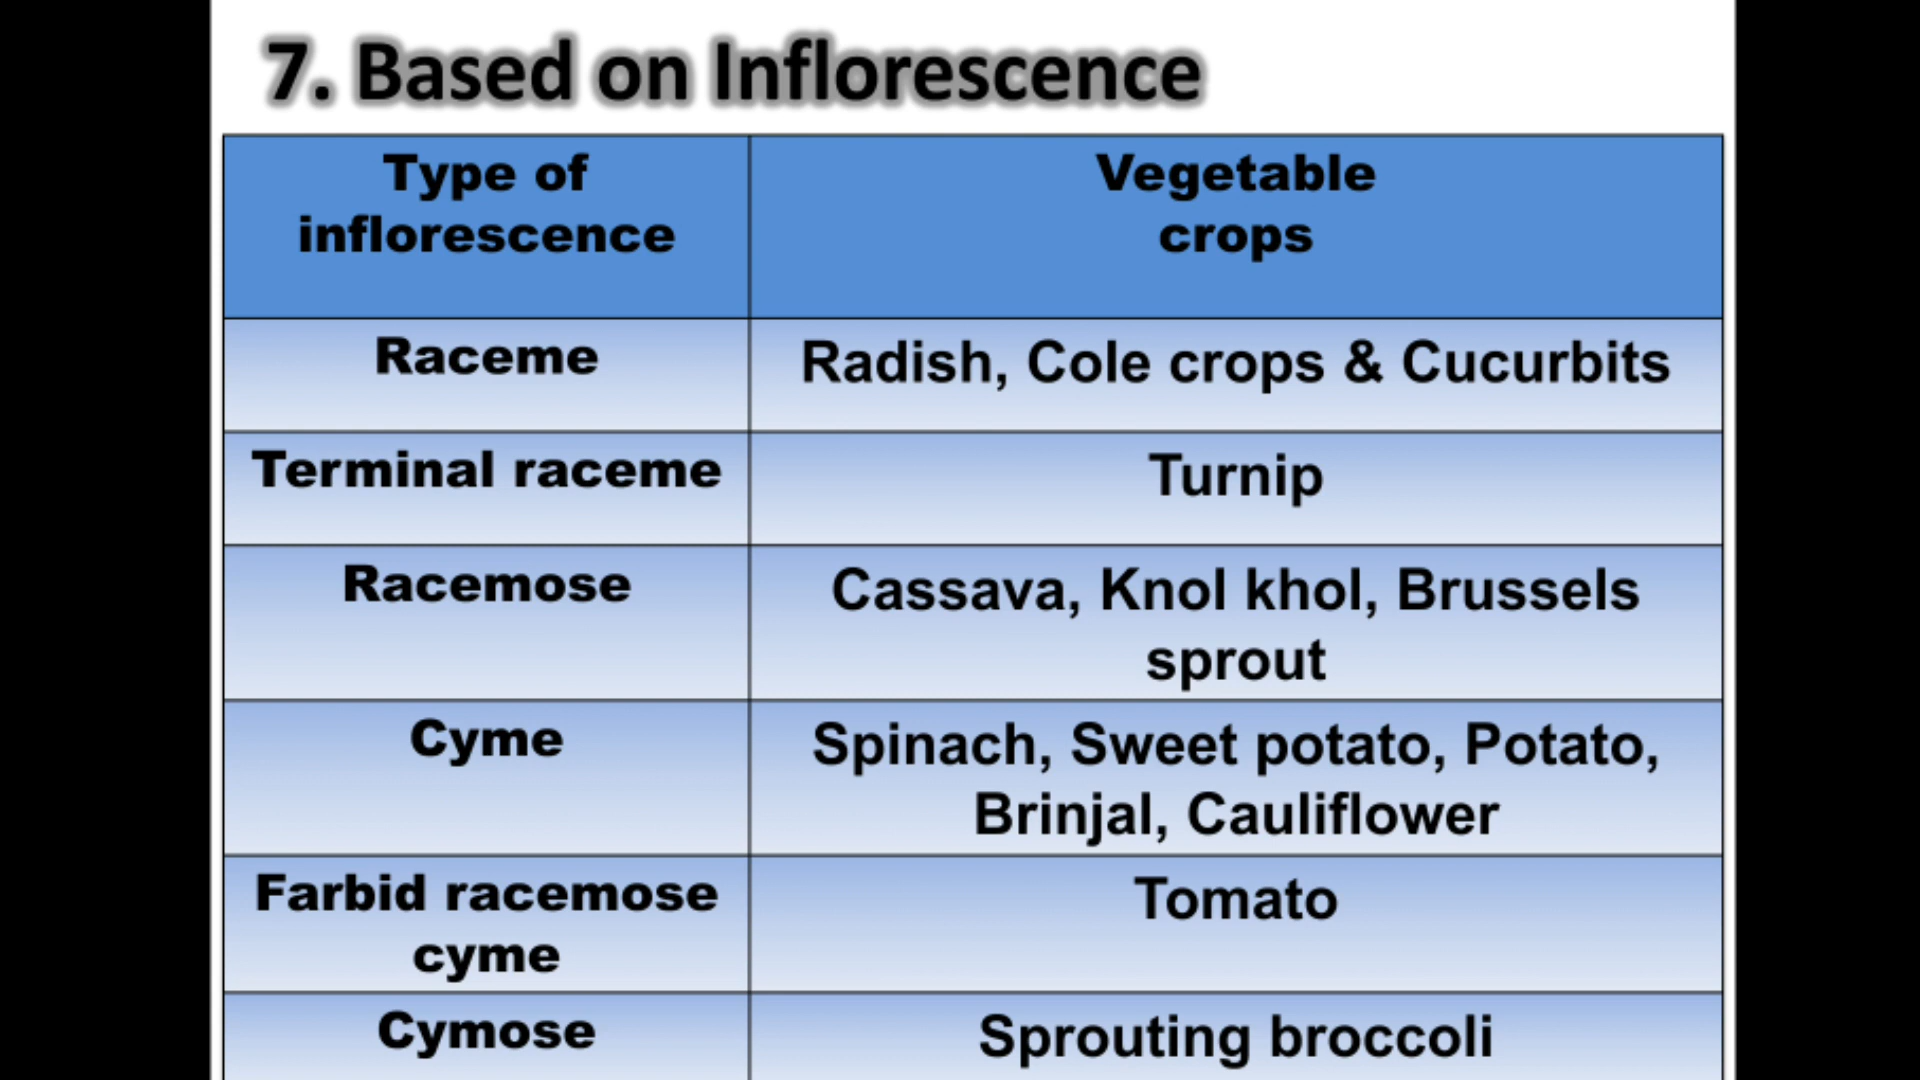 7. Based on Inflorescence
Type of
inflorescence
Vegetable
crops
Raceme
Radish, Cole crops & Cucurbits
Terminal raceme
Turnip
Racemose
Cassava, Knol khol, Brussels
sprout
Cyme
Spinach, Sweet potato, Potato,
Brinjal, Cauliflower
Farbid racemose
cyme
Tomato
Cymose
Sprouting broccoli